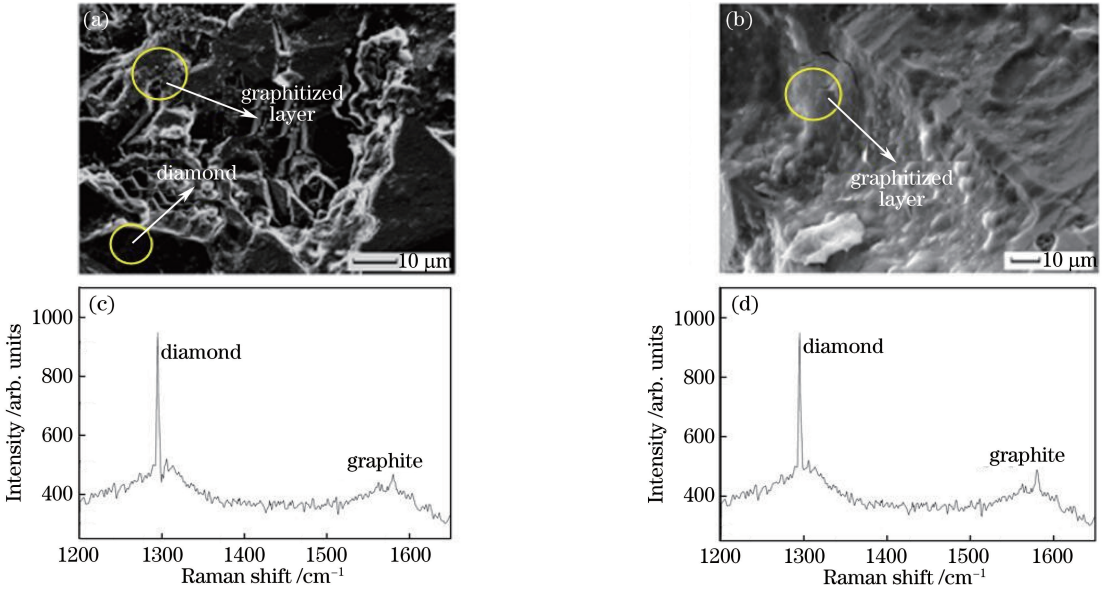 (a)
graphitized
layer
diamond
10 μm
(b)
graphitized
layer
10 μm
(c)
1000
800
600
400
diamond
graphite
1200
1300
1400
1500
1600
Intensity /arb. units
Raman shift /cm⁻¹
(d)
1000
800
600
400
diamond
graphite
1200
1300
1400
1500
1600
Intensity /arb. units
Raman shift /cm⁻¹